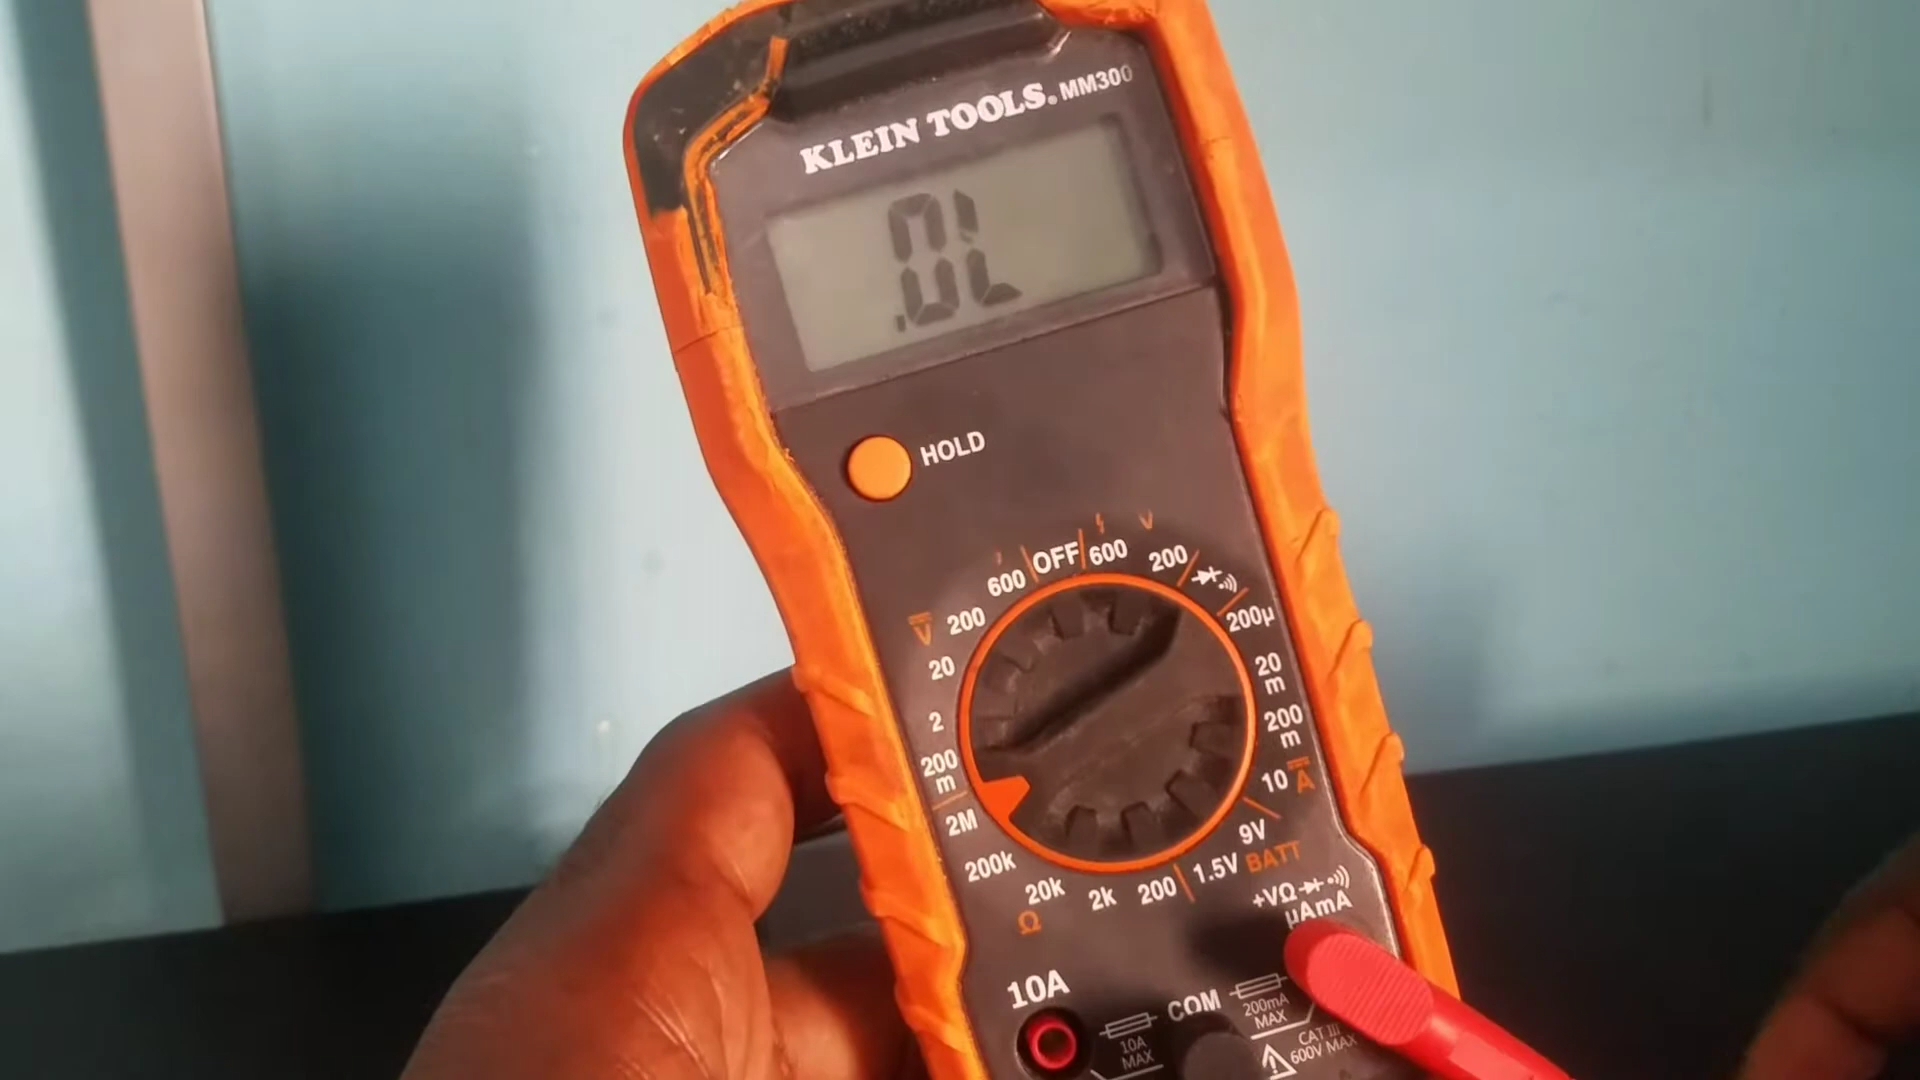 KLEIN TOOLS® MM300
.0L
HOLD
600 OFF 600 200
V 200
200µ
20
20 m
2
200 m
200 m
10 A
2M
9V
200k
1.5V BATT
20k 2k 200
Ω
+VΩ
µAmA
10A
COM
200mA
MAX
10A
MAX
CAT III
600V MAX